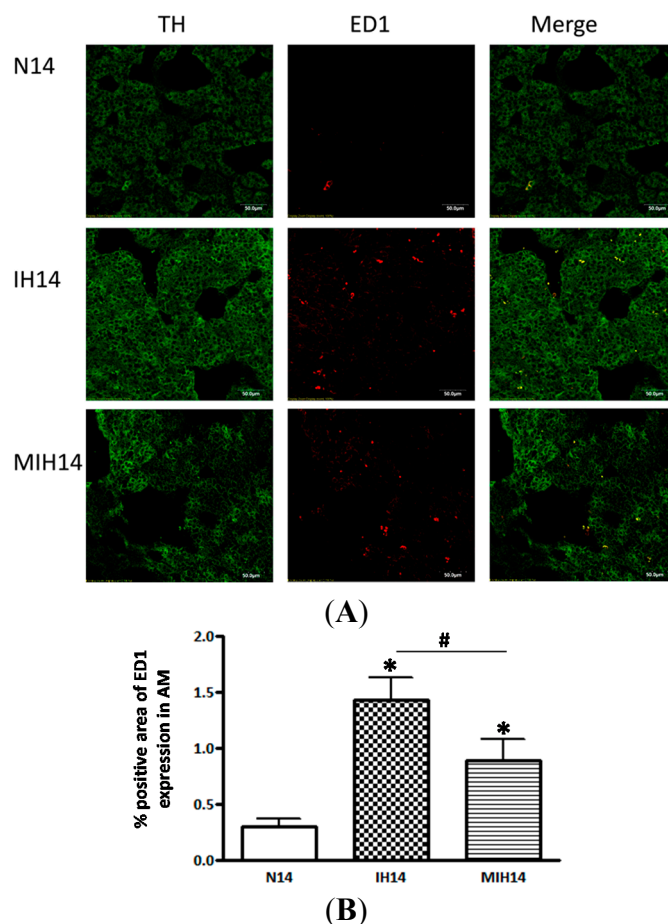 TH ED1 Merge
N14
50.0μm 50.0μm 50.0μm
IH14
50.0μm 50.0μm 50.0μm
MIH14
50.0μm 50.0μm 50.0μm
(A)
% positive area of ED1
expression in AM
2.0
1.5
1.0
0.5
0.0
*
#
*
N14 IH14 MIH14
(B)